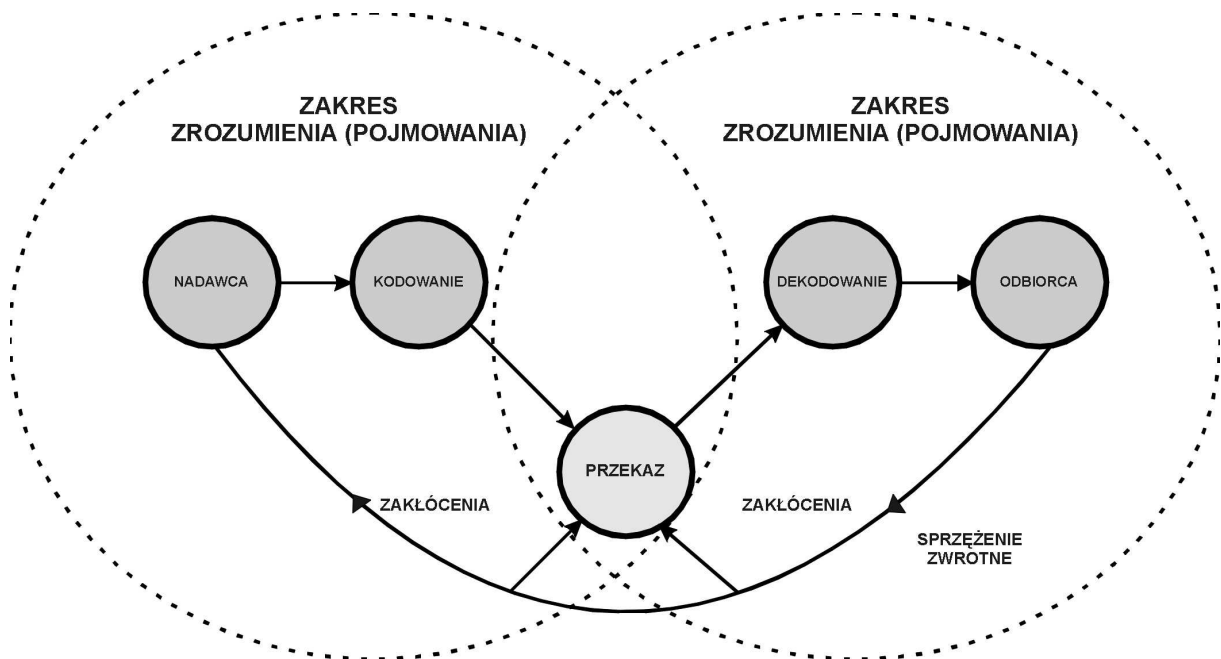 ZAKRES
ZROZUMIENIA (POJMOWANIA)
ZAKRES
ZROZUMIENIA (POJMOWANIA)
NADAWCA
KODOWANIE
DEKODOWANIE
ODBIORCA
PRZEKAZ
ZAKŁÓCENIA
ZAKŁÓCENIA
SPRZĘŻENIE
ZWROTNE